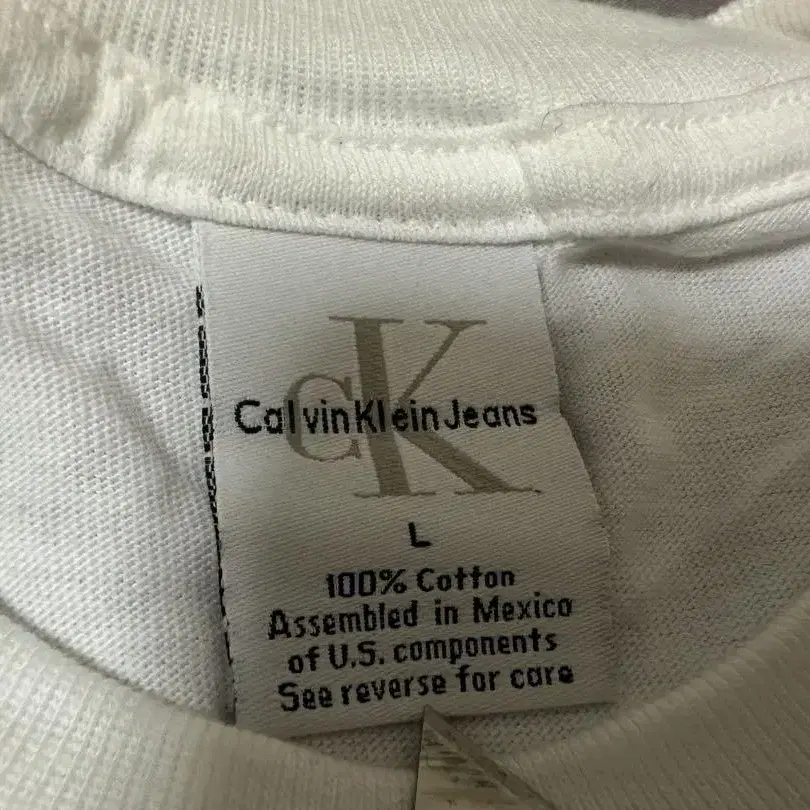 CK
Calvin Klein Jeans
L
100% Cotton
Assembled in Mexico
of U.S. components
See reverse for care